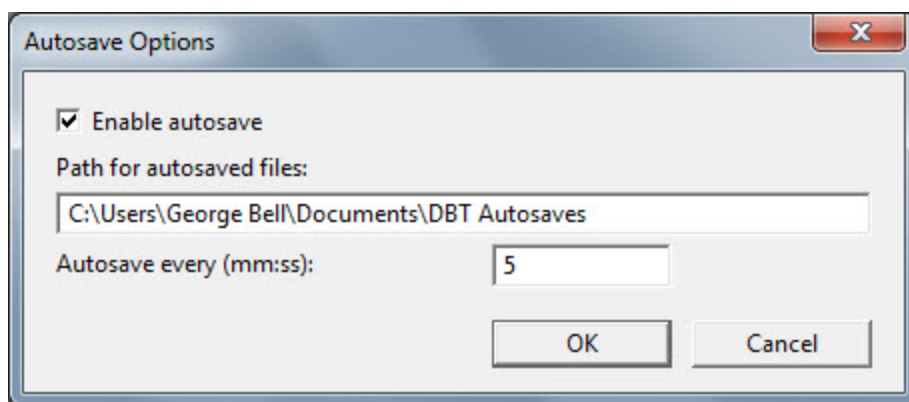 Autosave Options
Enable autosave
Path for autosaved files:
C:\Users\George Bell\Documents\DBT Autosaves
Autosave every (mm:ss): 5
OK Cancel